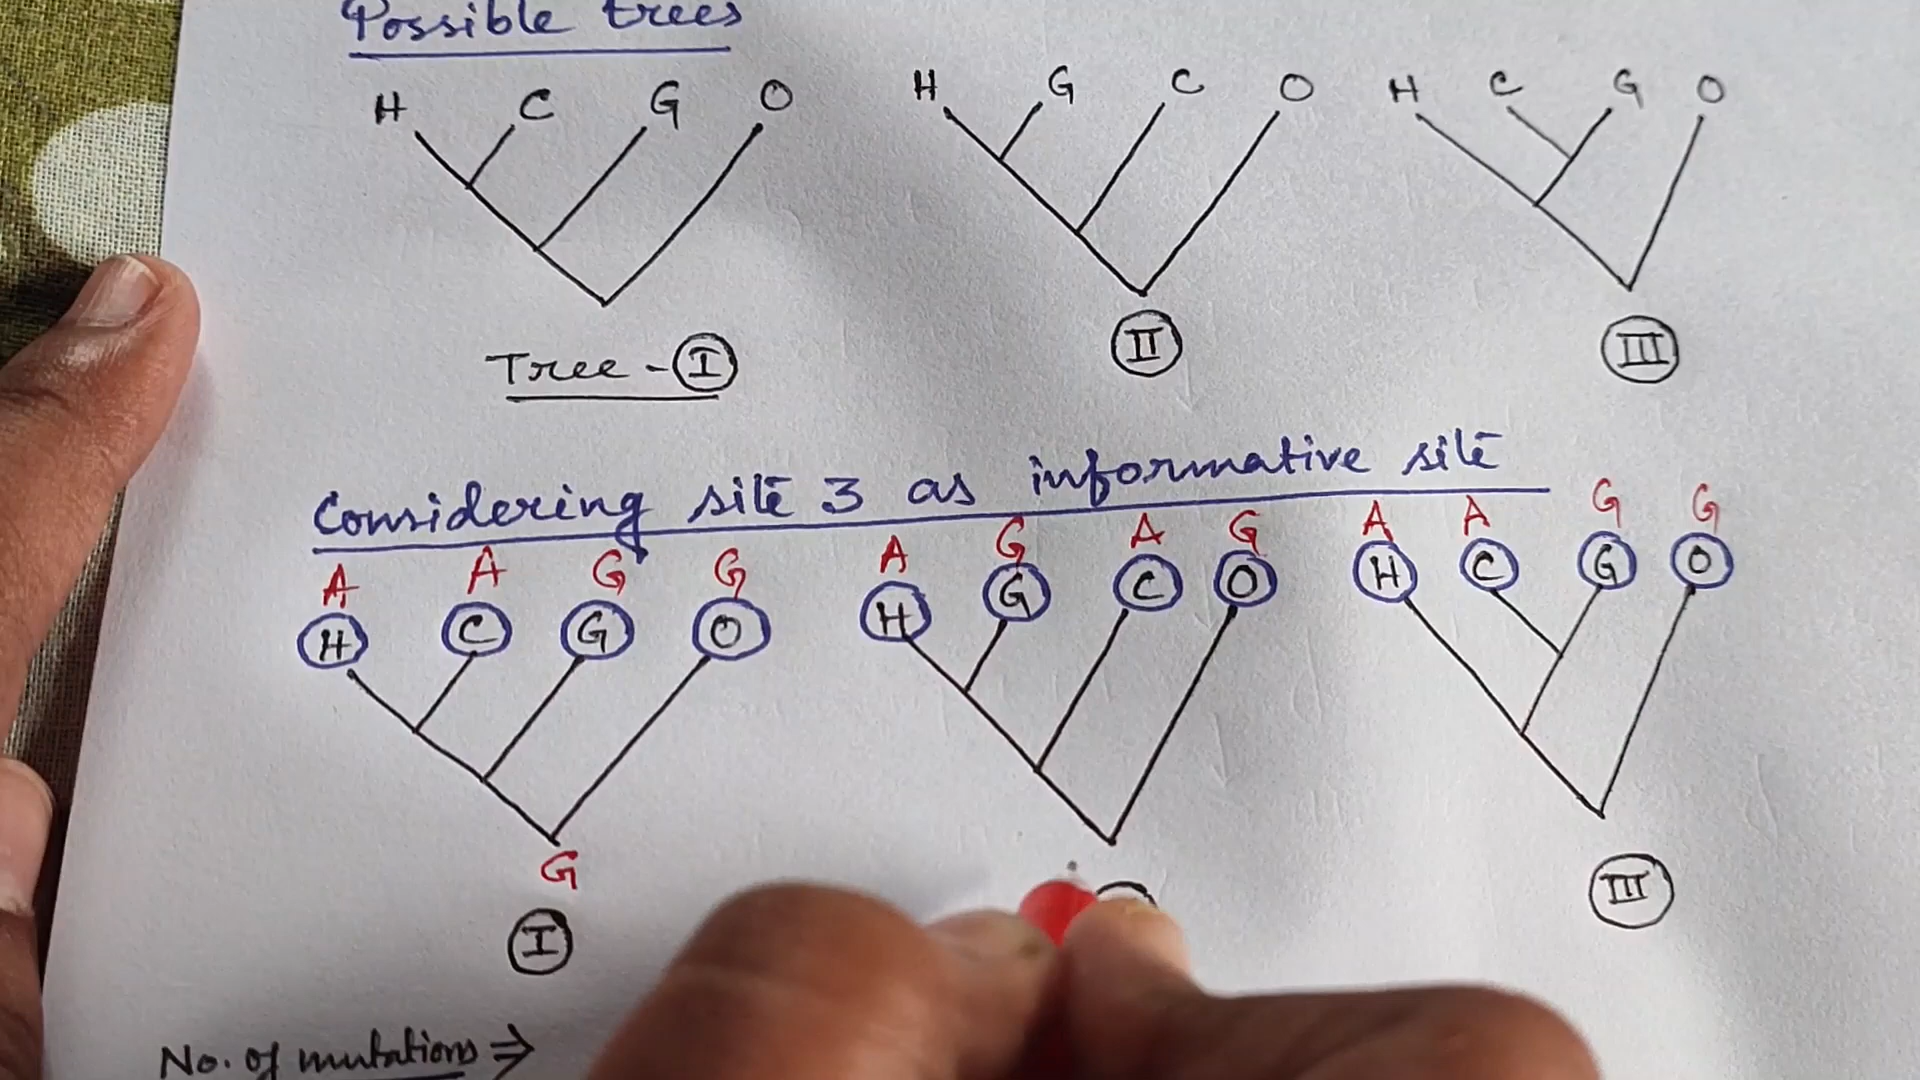 Possible trees
H C G O
H G C O
H C G O
Tree - I
II
III
Considering site 3 as informative site
A A G G
H C G O
A G A G
H G C O
A A G G
H C G O
G
I
III
No. of mutations ⇒